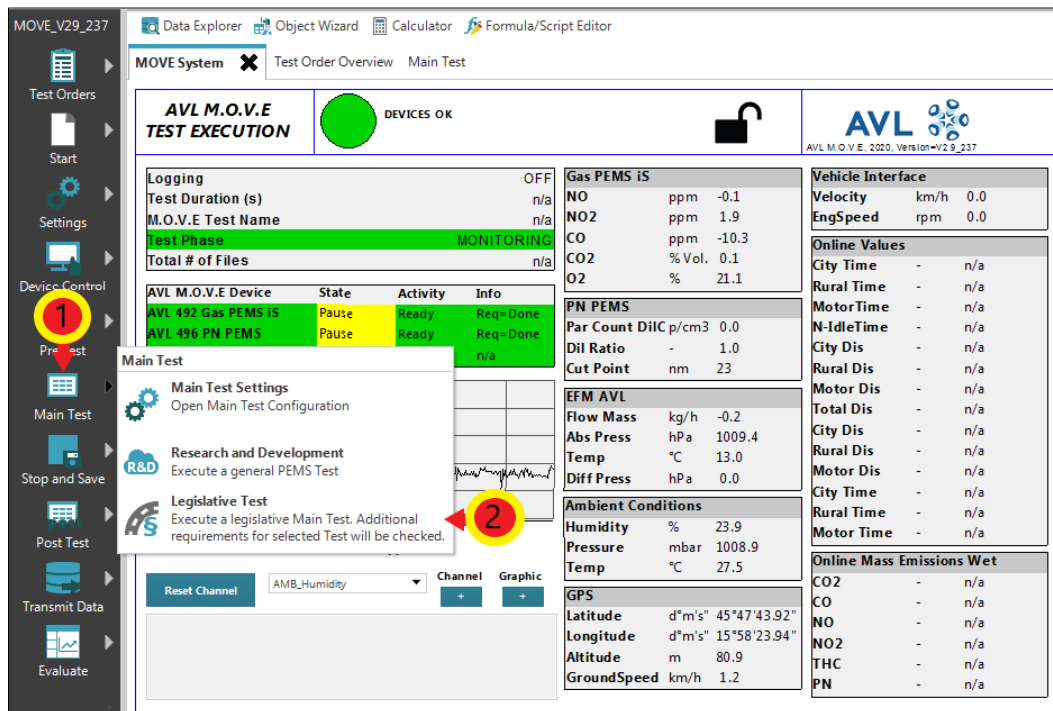 MOVE_V29_237
Data Explorer
Object Wizard
Calculator
Formula/Script Editor
MOVE System
Test Order Overview
Main Test
Test Orders
Start
Settings
Device Control
1
Main Test
Stop and Save
Post Test
Transmit Data
Evaluate
AVL M.O.V.E
TEST EXECUTION
DEVICES OK
AVL
AVL M.O.V.E, 2020, Version=V2.9_237
Logging OFF
Test Duration (s) n/a
M.O.V.E Test Name n/a
Test Phase MONITORING
Total # of Files n/a
AVL M.O.V.E Device State Activity Info
AVL 492 Gas PEMS iS Pause Ready Req=Done
AVL 496 PN PEMS Pause Ready Req=Done
n/a
Main Test
Main Test Settings
Open Main Test Configuration
R&D
Research and Development
Execute a general PEMS Test
§
Legislative Test
Execute a legislative Main Test. Additional
requirements for selected Test will be checked.
2
Reset Channel
AMB_Humidity
Channel
+
Graphic
+
Gas PEMS iS
NO ppm -0.1
NO2 ppm 1.9
CO ppm -10.3
CO2 % Vol. 0.1
O2 % 21.1
PN PEMS
Par Count DilC p/cm3 0.0
Dil Ratio - 1.0
Cut Point nm 23
EFM AVL
Flow Mass kg/h -0.2
Abs Press hPa 1009.4
Temp °C 13.0
Diff Press hPa 0.0
Ambient Conditions
Humidity % 23.9
Pressure mbar 1008.9
Temp °C 27.5
GPS
Latitude d°m's" 45°47'43.92"
Longitude d°m's" 15°58'23.94"
Altitude m 80.9
GroundSpeed km/h 1.2
Vehicle Interface
Velocity km/h 0.0
EngSpeed rpm 0.0
Online Values
City Time - n/a
Rural Time - n/a
MotorTime - n/a
N-IdleTime - n/a
City Dis - n/a
Rural Dis - n/a
Motor Dis - n/a
Total Dis - n/a
City Dis - n/a
Rural Dis - n/a
Motor Dis - n/a
City Time - n/a
Rural Time - n/a
Motor Time - n/a
Online Mass Emissions Wet
CO2 - n/a
CO - n/a
NO - n/a
NO2 - n/a
THC - n/a
PN - n/a